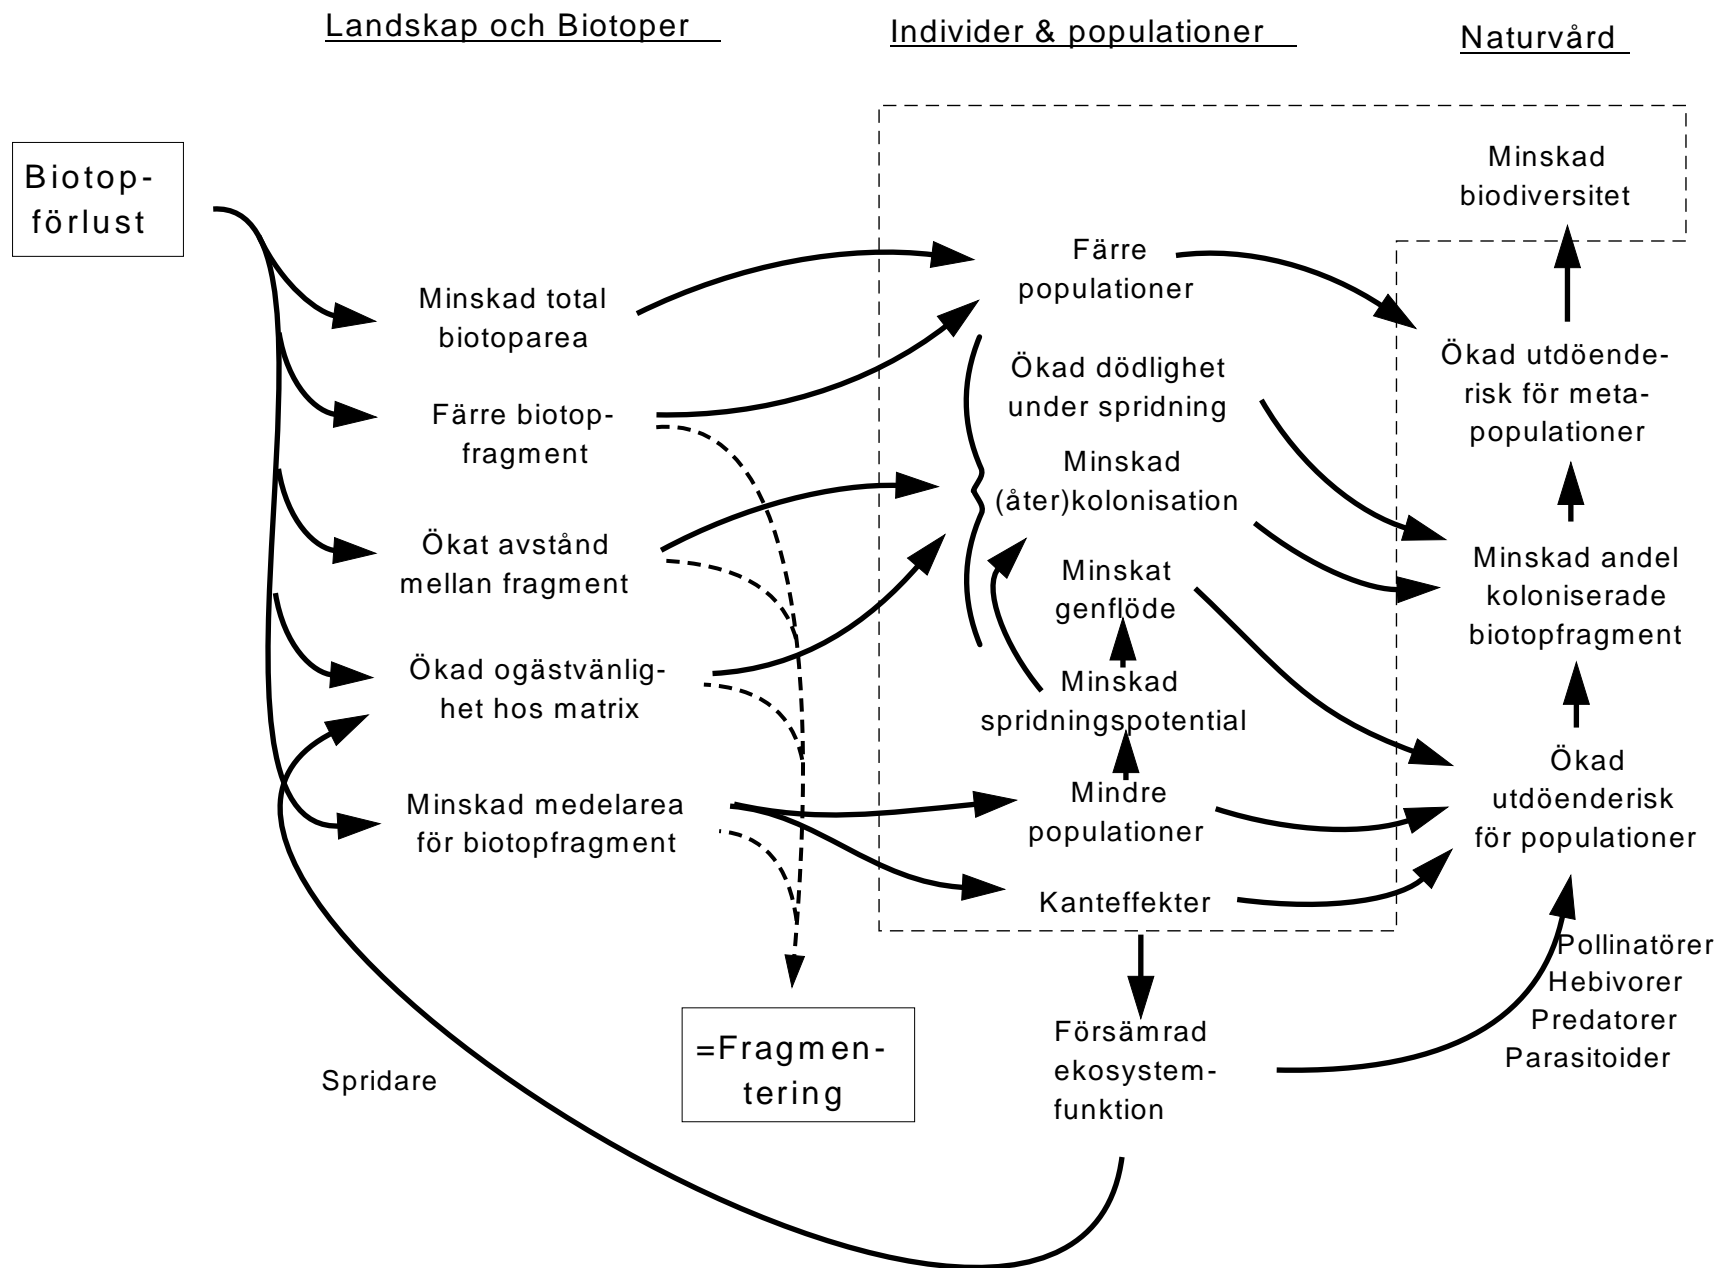 Landskap och Biotoper
Individer & populationer
Naturvård
Biotop-
förlust
Minskad total
biotoparea
Färre biotop-
fragment
Ökat avstånd
mellan fragment
Ökad ogästvänlig-
het hos matrix
Minskad medelarea
för biotopfragment
=Fragmen-
tering
Spridare
Färre
populationer
Ökad dödlighet
under spridning
Minskad
(åter)kolonisation
Minskat
genflöde
Minskad
spridningspotential
Mindre
populationer
Kanteffekter
Försämrad
ekosystem-
funktion
Minskad
biodiversitet
Ökad utdöende-
risk för meta-
populationer
Minskad andel
koloniserade
biotopfragment
Ökad
utdöenderisk
för populationer
Pollinatörer
Hebivorer
Predatorer
Parasitoider